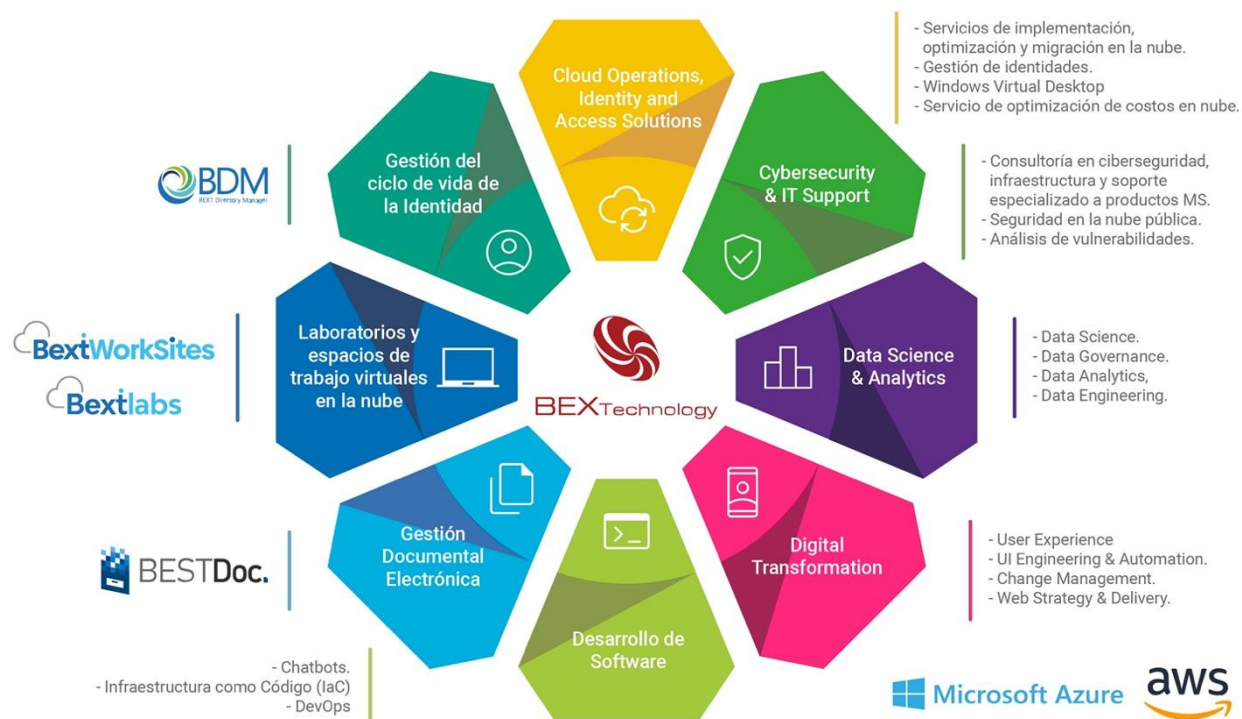 Cloud Operations,
Identity and
Access Solutions
- Servicios de implementación,
optimización y migración en la nube.
- Gestión de identidades.
- Windows Virtual Desktop
- Servicio de optimización de costos en nube.
Cybersecurity
& IT Support
- Consultoría en ciberseguridad,
infraestructura y soporte
especializado a productos MS.
- Seguridad en la nube pública.
- Análisis de vulnerabilidades.
Data Science
& Analytics
- Data Science.
- Data Governance.
- Data Analytics,
- Data Engineering.
Digital
Transformation
- User Experience
- UI Engineering & Automation.
- Change Management.
- Web Strategy & Delivery.
Desarrollo de
Software
- Chatbots.
- Infraestructura como Código (IaC)
- DevOps
Gestión
Documental
Electrónica
BESTDoc.
Laboratorios y
espacios de
trabajo virtuales
en la nube
BextWorkSites
Bextlabs
Gestión del
ciclo de vida de
la Identidad
BDM
BEXT Directory Manager
BEXTechnology
Microsoft Azure
aws